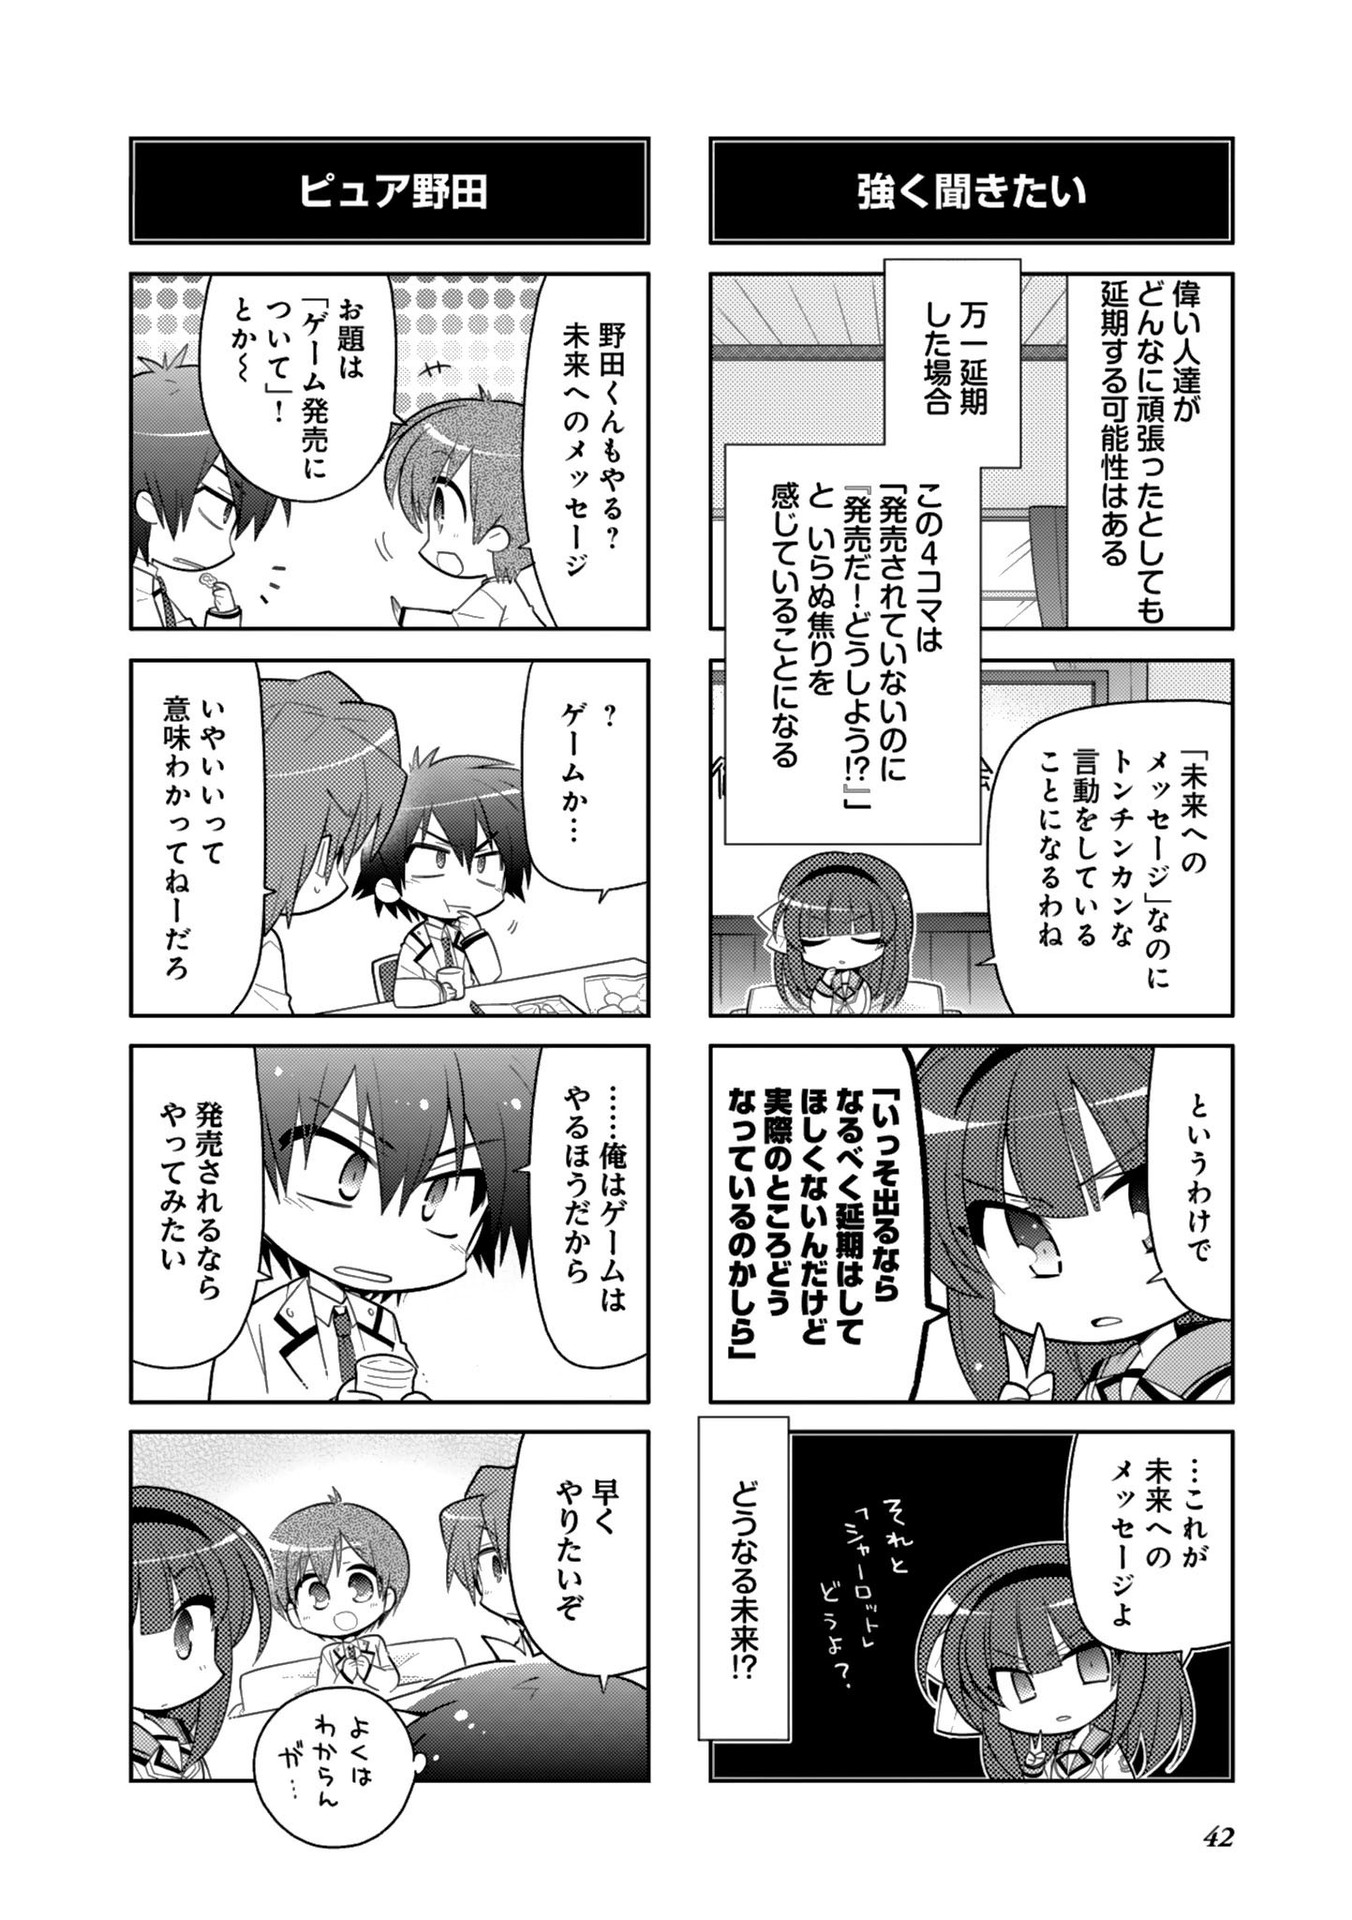 強く聞きたい
偉い人達が
どんなに頑張ったとしても
延期する可能性はある
万一延期
した場合
この4コマは
「発売されていないのに
『発売だ!どうしよう!?』」
と いらぬ焦りを
感じていることになる
「未来への
メッセージ」なのに
トンチンカンな
言動をしている
ことになるわね
というわけで
「いっそ出るなら
なるべく延期はして
ほしくないんだけど
実際のところどう
なっているのかしら」
…これが
未来への
メッセージよ
それと
「シャーロット」
どうよ?
どうなる未来!?
ピュア野田
野田くんもやる?
未来へのメッセージ
お題は
「ゲーム発売に
ついて」!
とか〜
?
ゲームか…
いやいいって
意味わかってねーだろ
……俺はゲームは
やるほうだから
発売されるなら
やってみたい
早く
やりたいぞ
よくは
わからん
が…
42